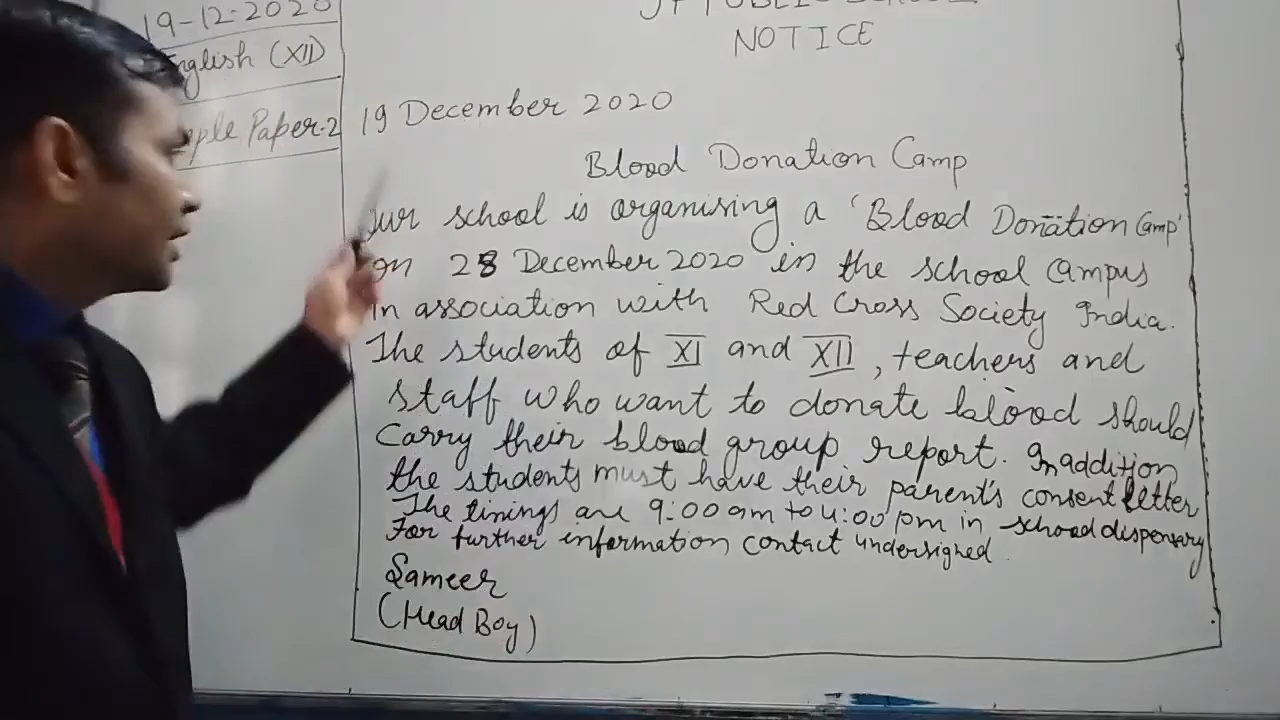 19-12-2020
English (XII)
Paper-2
PUBLIC
NOTICE
19 December 2020
Blood Donation Camp
Our school is organising a 'Blood Donation Camp'
on 28 December 2020 in the school campus
in association with Red Cross Society India.
The students of XI and XII, teachers and
staff who want to donate blood should
carry their blood group report. In addition
the students must have their parent's consent letter
The timings are 9:00 am to 4:00 pm in school dispensary
For further information contact undersigned.
Sameer
(Head Boy)